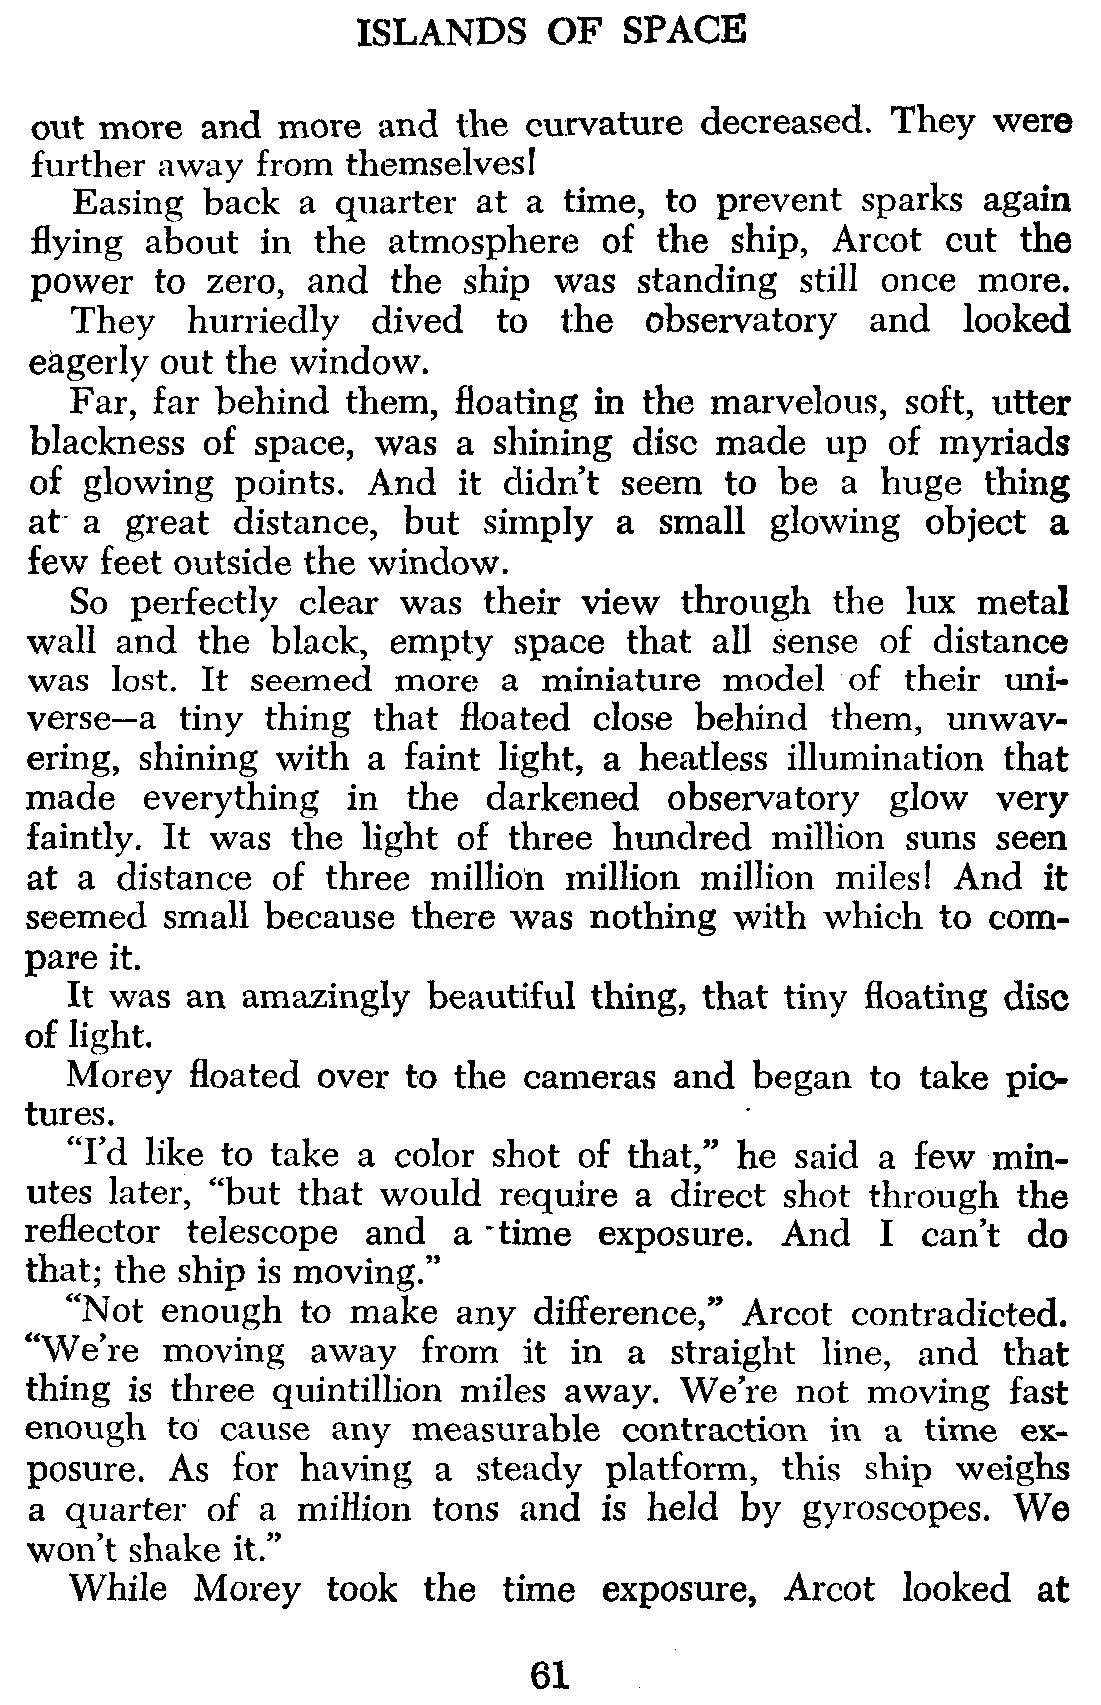 ISLANDS OF SPACE
out more and more and the curvature decreased. They were
further away from themselves!
Easing back a quarter at a time, to prevent sparks again
flying about in the atmosphere of the ship, Arcot cut the
power to zero, and the ship was standing still once more.
They hurriedly dived to the observatory and looked
eagerly out the window.
Far, far behind them, floating in the marvelous, soft, utter
blackness of space, was a shining disc made up of myriads
of glowing points. And it didn't seem to be a huge thing
at a great distance, but simply a small glowing object a
few feet outside the window.
So perfectly clear was their view through the lux metal
wall and the black, empty space that all sense of distance
was lost. It seemed more a miniature model of their uni-
verse—a tiny thing that floated close behind them, unwav-
ering, shining with a faint light, a heatless illumination that
made everything in the darkened observatory glow very
faintly. It was the light of three hundred million suns seen
at a distance of three million million million miles! And it
seemed small because there was nothing with which to com-
pare it.
It was an amazingly beautiful thing, that tiny floating disc
of light.
Morey floated over to the cameras and began to take pic-
tures.
"I'd like to take a color shot of that," he said a few min-
utes later, "but that would require a direct shot through the
reflector telescope and a time exposure. And I can't do
that; the ship is moving."
"Not enough to make any difference," Arcot contradicted.
"We're moving away from it in a straight line, and that
thing is three quintillion miles away. We're not moving fast
enough to cause any measurable contraction in a time ex-
posure. As for having a steady platform, this ship weighs
a quarter of a million tons and is held by gyroscopes. We
won't shake it."
While Morey took the time exposure, Arcot looked at
61